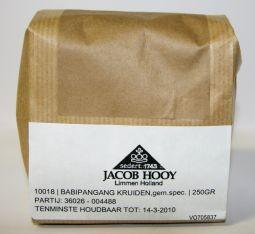 sedert 1743
JACOB HOOY
Limmen Holland
10018 | BABIPANGANG KRUIDEN,gem.spec. | 250GR
PARTIJ: 36026 - 004488
TENMINSTE HOUDBAAR TOT: 14-3-2010
VO705837